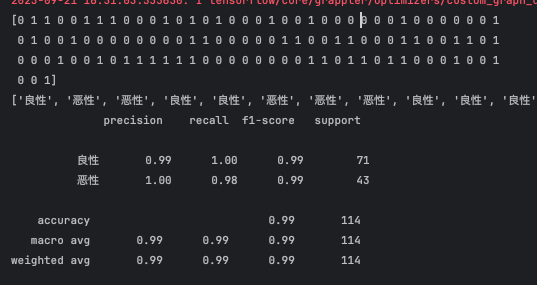 2023-09-21 16:51:05.555850: I tensorflow/core/grappler/optimizers/custom_graph_o
[0 1 1 0 0 1 1 1 0 0 0 1 0 1 0 1 0 0 0 1 0 0 1 0 0 0 0 0 0 1 0 0 0 0 0 0 1
0 1 0 0 1 0 0 0 0 0 0 0 0 1 1 0 0 0 0 0 1 1 0 0 1 1 0 0 0 1 1 0 0 1 1 0 1
0 0 0 1 0 0 1 0 1 1 1 1 1 1 0 0 0 0 0 0 0 0 1 1 0 1 1 0 1 1 0 0 0 1 0 0 1
0 0 1]
['良性', '恶性', '恶性', '良性', '良性', '恶性', '恶性', '恶性', '良性', '良性', '良性'
precision recall f1-score support
良性 0.99 1.00 0.99 71
恶性 1.00 0.98 0.99 43
accuracy 0.99 114
macro avg 0.99 0.99 0.99 114
weighted avg 0.99 0.99 0.99 114